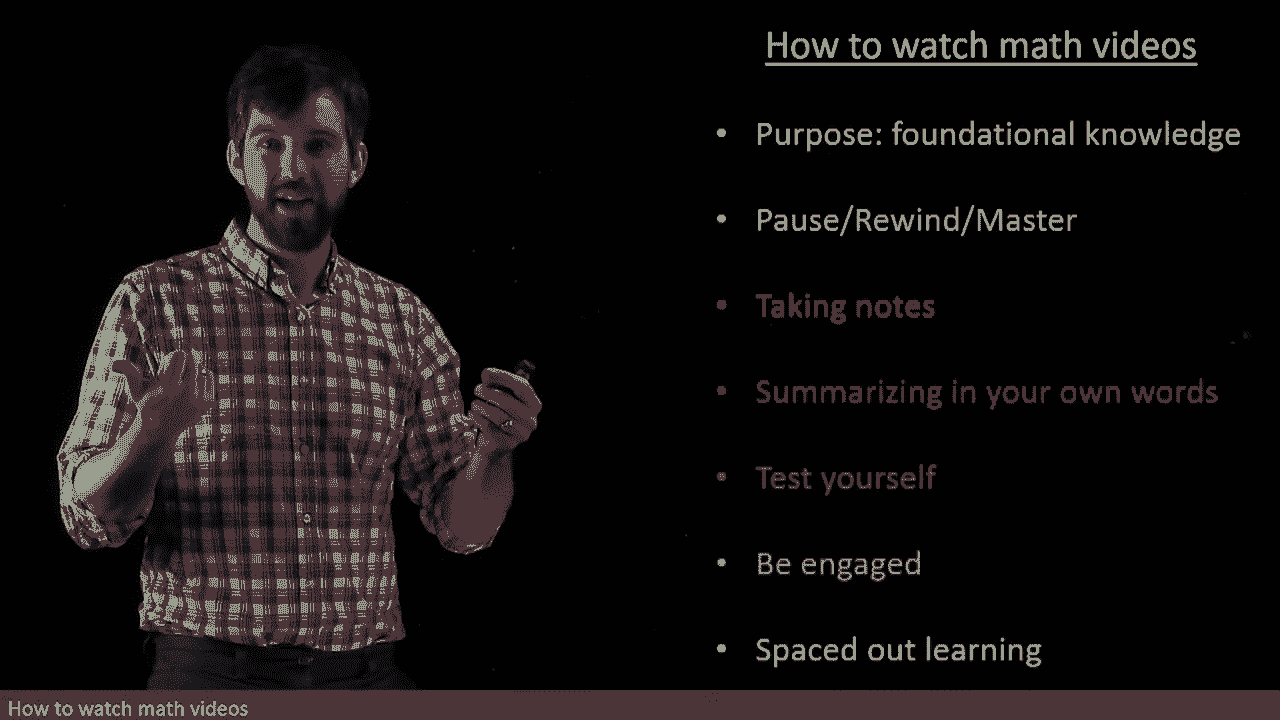 How to watch math videos
• Purpose: foundational knowledge
• Pause/Rewind/Master
• Taking notes
• Summarizing in your own words
• Test yourself
• Be engaged
• Spaced out learning
How to watch math videos